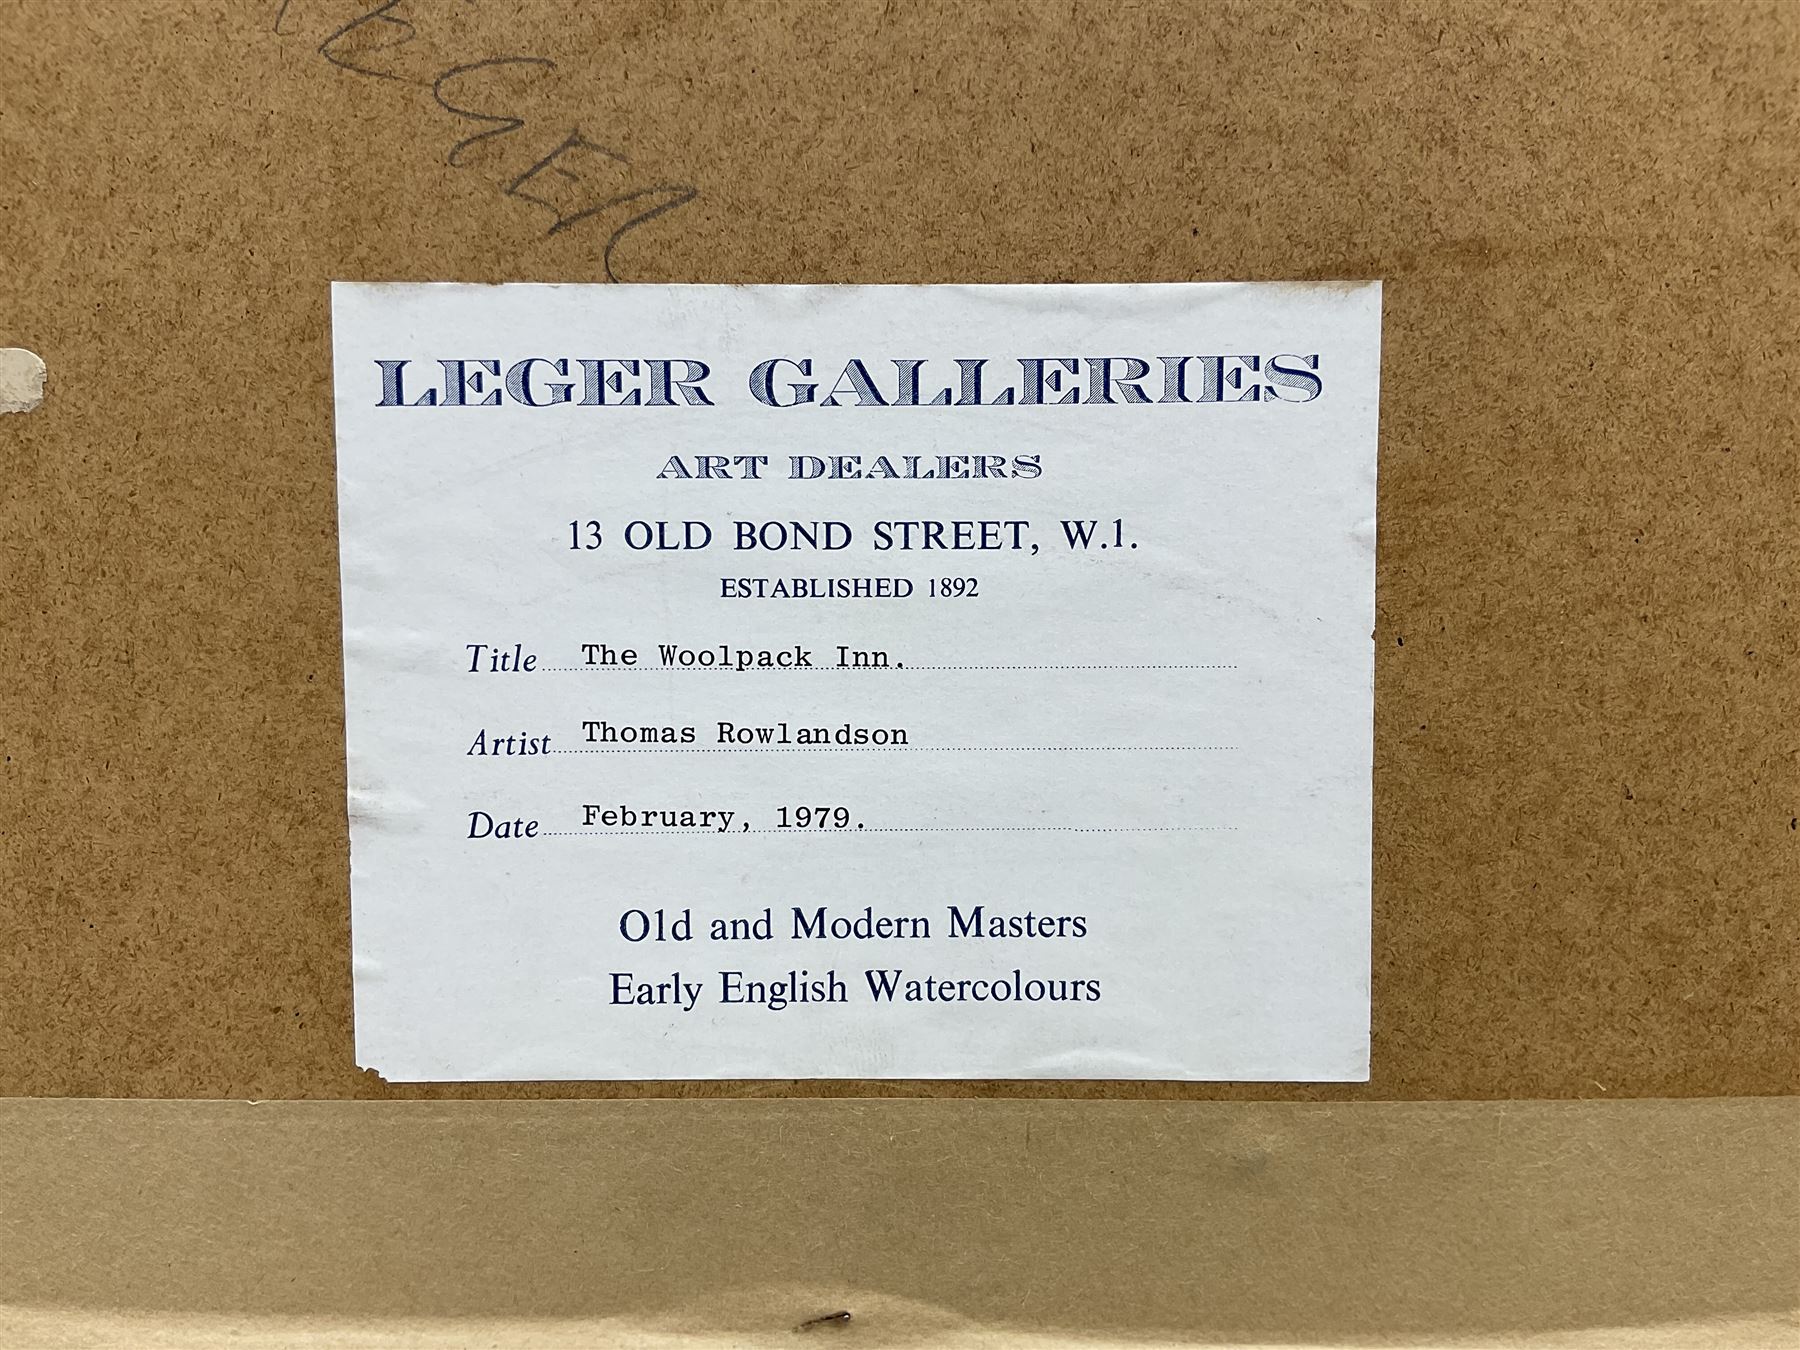 LEGER
LEGER GALLERIES
ART DEALERS
13 OLD BOND STREET, W.1.
ESTABLISHED 1892
Title The Woolpack Inn.
Artist Thomas Rowlandson
Date February, 1979.
Old and Modern Masters
Early English Watercolours